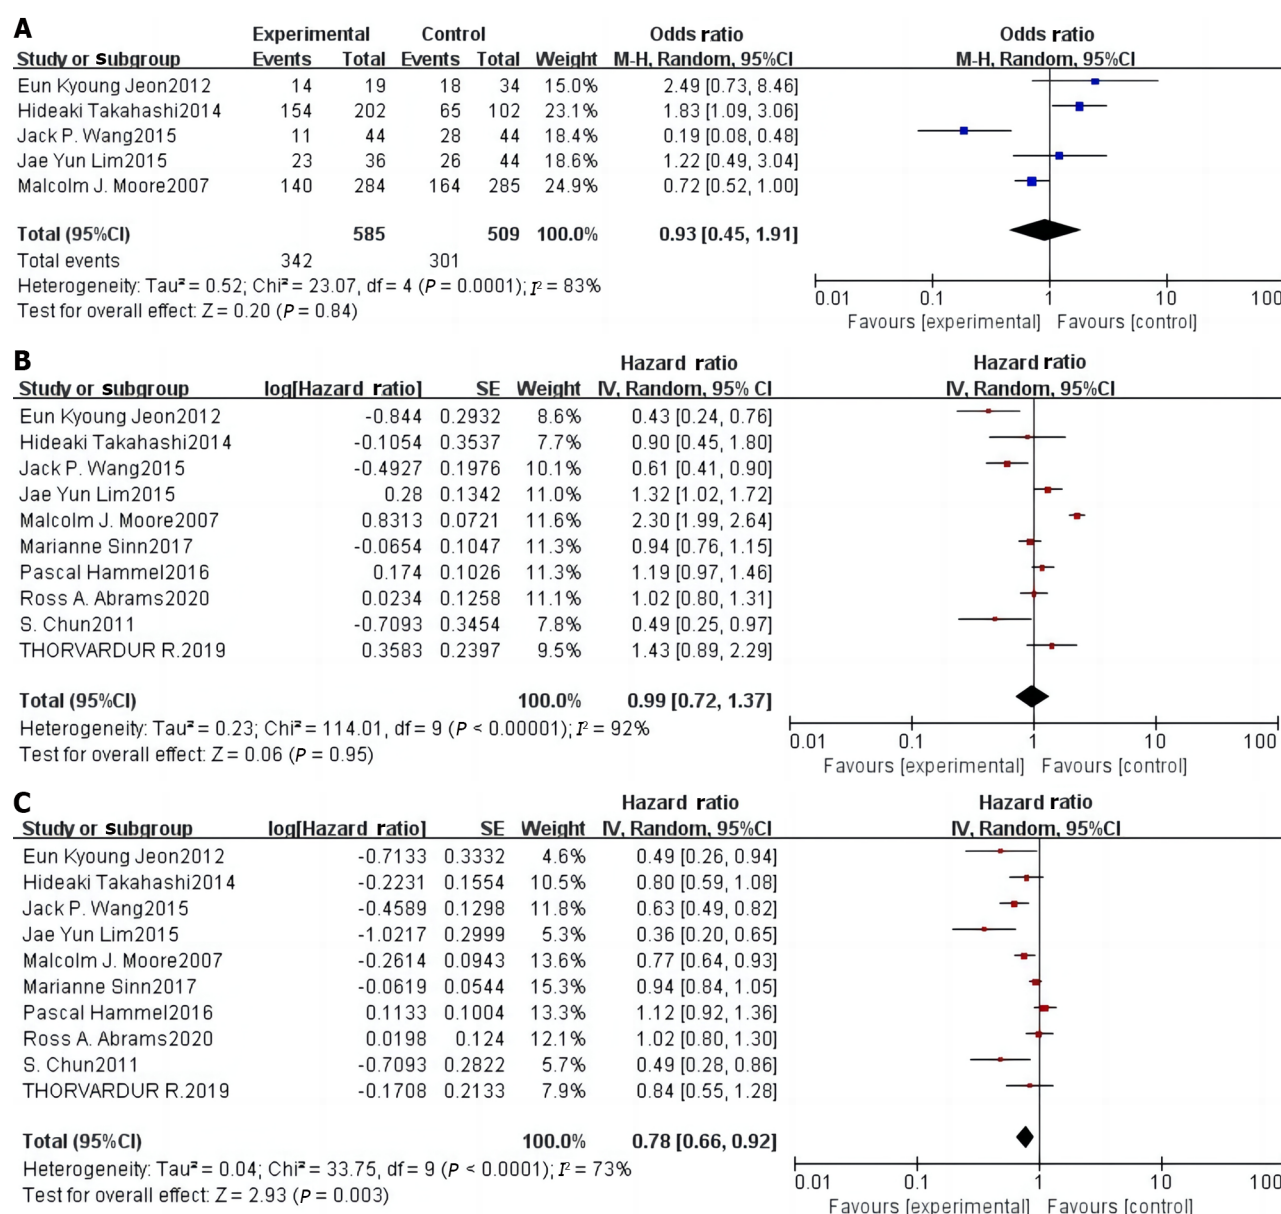 A
Experimental Control Odds ratio Odds ratio
Study or subgroup Events Total Events Total Weight M-H, Random, 95%CI M-H, Random, 95%CI
Eun Kyoung Jeon2012 14 19 18 34 15.0% 2.49 [0.73, 8.46]
Hideaki Takahashi2014 154 202 65 102 23.1% 1.83 [1.09, 3.06]
Jack P. Wang2015 11 44 28 44 18.4% 0.19 [0.08, 0.48]
Jae Yun Lim2015 23 36 26 44 18.6% 1.22 [0.49, 3.04]
Malcolm J. Moore2007 140 284 164 285 24.9% 0.72 [0.52, 1.00]
Total (95%CI) 585 509 100.0% 0.93 [0.45, 1.91]
Total events 342 301
Heterogeneity: Tau² = 0.52; Chi² = 23.07, df = 4 (P = 0.0001); I² = 83%
Test for overall effect: Z = 0.20 (P = 0.84)
0.01 0.1 1 10 100
Favours [experimental] Favours [control]
B
Hazard ratio Hazard ratio
Study or subgroup log[Hazard ratio] SE Weight IV, Random, 95% CI IV, Random, 95% CI
Eun Kyoung Jeon2012 -0.844 0.2932 8.6% 0.43 [0.24, 0.76]
Hideaki Takahashi2014 -0.1054 0.3537 7.7% 0.90 [0.45, 1.80]
Jack P. Wang2015 -0.4927 0.1976 10.1% 0.61 [0.41, 0.90]
Jae Yun Lim2015 0.28 0.1342 11.0% 1.32 [1.02, 1.72]
Malcolm J. Moore2007 0.8313 0.0721 11.6% 2.30 [1.99, 2.64]
Marianne Sinn2017 -0.0654 0.1047 11.3% 0.94 [0.76, 1.15]
Pascal Hammel2016 0.174 0.1026 11.3% 1.19 [0.97, 1.46]
Ross A. Abrams2020 0.0234 0.1258 11.1% 1.02 [0.80, 1.31]
S. Chun2011 -0.7093 0.3454 7.8% 0.49 [0.25, 0.97]
THORVARDUR R.2019 0.3583 0.2397 9.5% 1.43 [0.89, 2.29]
Total (95%CI) 100.0% 0.99 [0.72, 1.37]
Heterogeneity: Tau² = 0.23; Chi² = 114.01, df = 9 (P < 0.00001); I² = 92%
Test for overall effect: Z = 0.06 (P = 0.95)
0.01 0.1 1 10 100
Favours [experimental] Favours [control]
C
Hazard ratio Hazard ratio
Study or subgroup log[Hazard ratio] SE Weight IV, Random, 95%CI IV, Random, 95%CI
Eun Kyoung Jeon2012 -0.7133 0.3332 4.6% 0.49 [0.26, 0.94]
Hideaki Takahashi2014 -0.2231 0.1554 10.5% 0.80 [0.59, 1.08]
Jack P. Wang2015 -0.4589 0.1298 11.8% 0.63 [0.49, 0.82]
Jae Yun Lim2015 -1.0217 0.2999 5.3% 0.36 [0.20, 0.65]
Malcolm J. Moore2007 -0.2614 0.0943 13.6% 0.77 [0.64, 0.93]
Marianne Sinn2017 -0.0619 0.0544 15.3% 0.94 [0.84, 1.05]
Pascal Hammel2016 0.1133 0.1004 13.3% 1.12 [0.92, 1.36]
Ross A. Abrams2020 0.0198 0.124 12.1% 1.02 [0.80, 1.30]
S. Chun2011 -0.7093 0.2822 5.7% 0.49 [0.28, 0.86]
THORVARDUR R.2019 -0.1708 0.2133 7.9% 0.84 [0.55, 1.28]
Total (95%CI) 100.0% 0.78 [0.66, 0.92]
Heterogeneity: Tau² = 0.04; Chi² = 33.75, df = 9 (P < 0.0001); I² = 73%
Test for overall effect: Z = 2.93 (P = 0.003)
0.01 0.1 1 10 100
Favours [experimental] Favours [control]